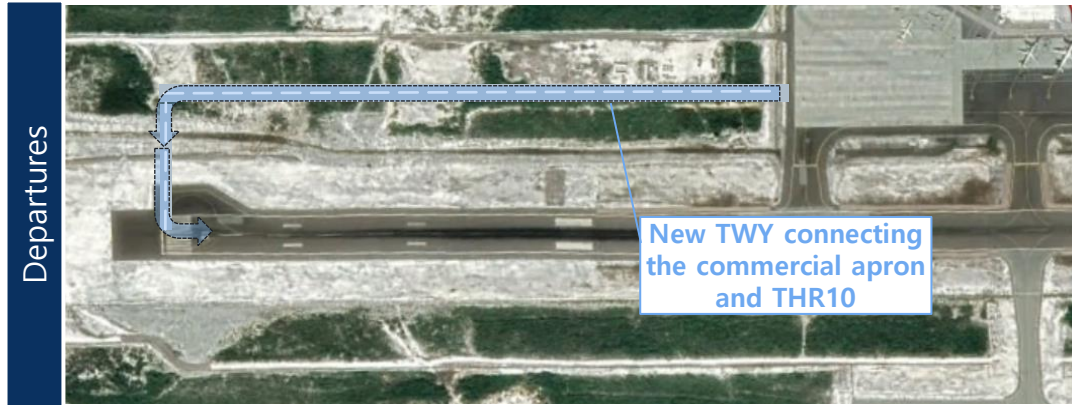 Departures
New TWY connecting
the commercial apron
and THR10